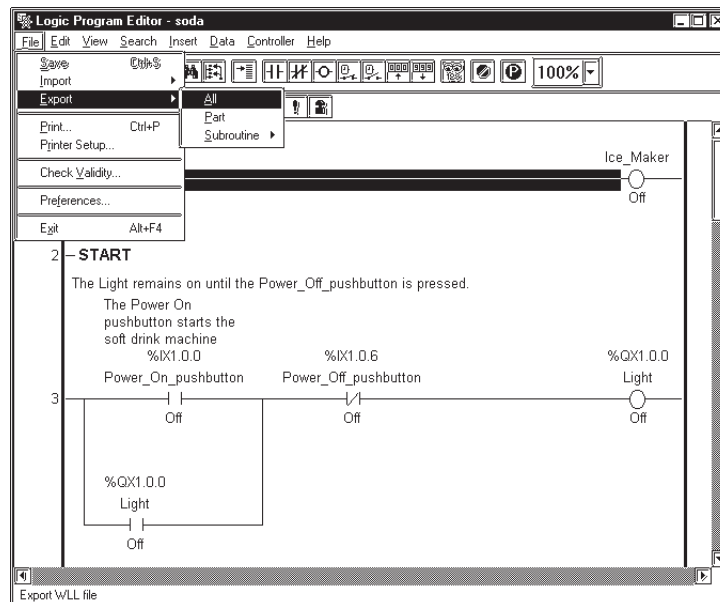 Logic Program Editor - soda
File Edit View Search Insert Data Controller Help
Save Ctrl+S
Import
Export
Print... Ctrl+P
Printer Setup...
Check Validity...
Preferences...
Exit Alt+F4
All
Part
Subroutine
100%
Ice_Maker
Off
2 START
The Light remains on until the Power_Off_pushbutton is pressed.
The Power On
pushbutton starts the
soft drink machine
%IX1.0.0 %IX1.0.6 %QX1.0.0
Power_On_pushbutton Power_Off_pushbutton Light
3
Off Off Off
%QX1.0.0
Light
Off
Export WLL file